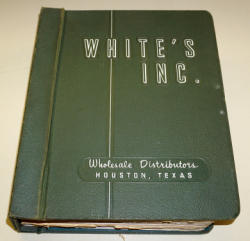 WHITE'S
INC.
Wholesale Distributors
HOUSTON, TEXAS